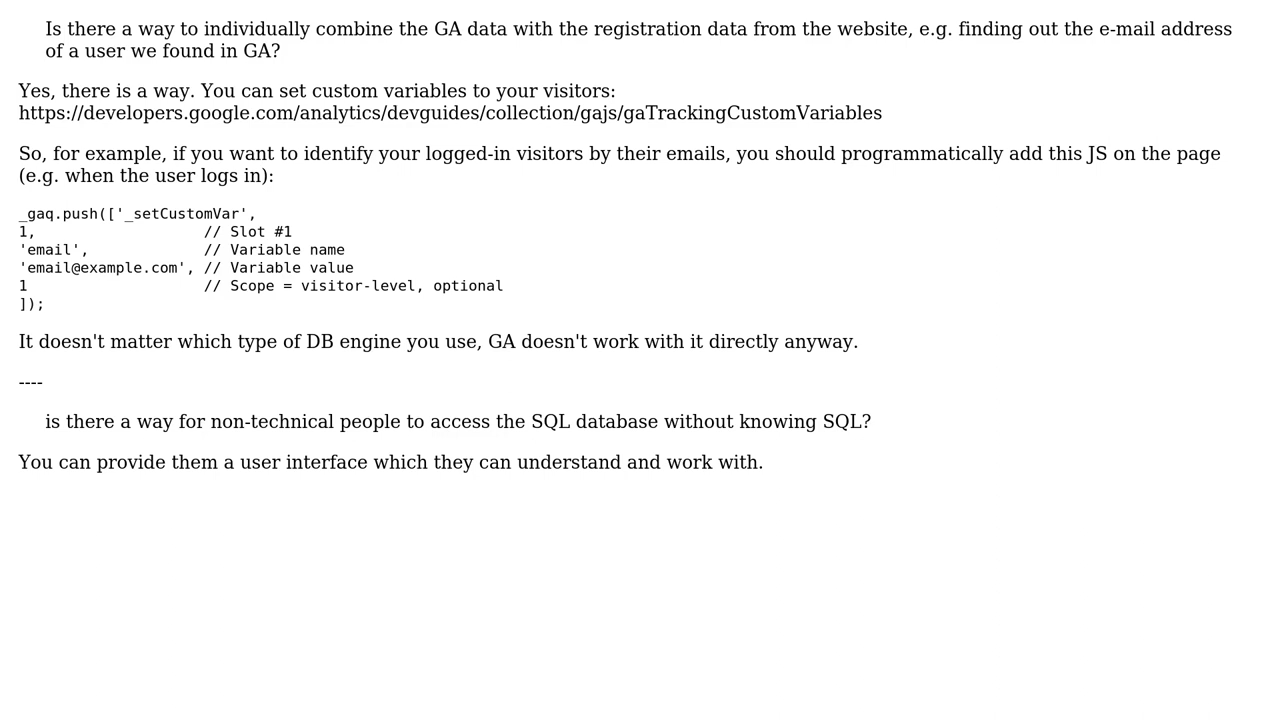 Is there a way to individually combine the GA data with the registration data from the website, e.g. finding out the e-mail address
of a user we found in GA?
Yes, there is a way. You can set custom variables to your visitors:
https://developers.google.com/analytics/devguides/collection/gajs/gaTrackingCustomVariables
So, for example, if you want to identify your logged-in visitors by their emails, you should programmatically add this JS on the page
(e.g. when the user logs in):
_gaq.push(['_setCustomVar',
1,                   // Slot #1
'email',             // Variable name
'email@example.com', // Variable value
1                    // Scope = visitor-level, optional
]);
It doesn't matter which type of DB engine you use, GA doesn't work with it directly anyway.
----
is there a way for non-technical people to access the SQL database without knowing SQL?
You can provide them a user interface which they can understand and work with.